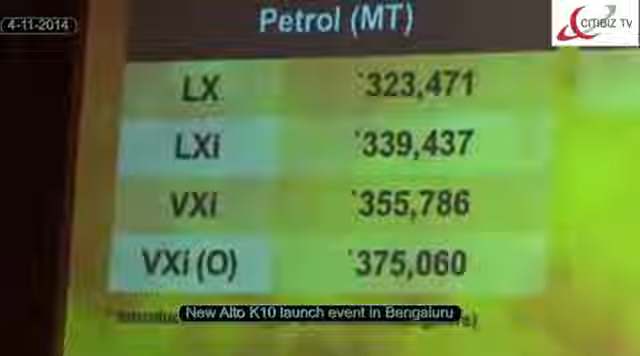 4-11-2014
CITIBIZ TV
Petrol (MT)
LX `323,471
LXi `339,437
VXi `355,786
VXi (O) `375,060
New Alto K10 launch event in Bengaluru